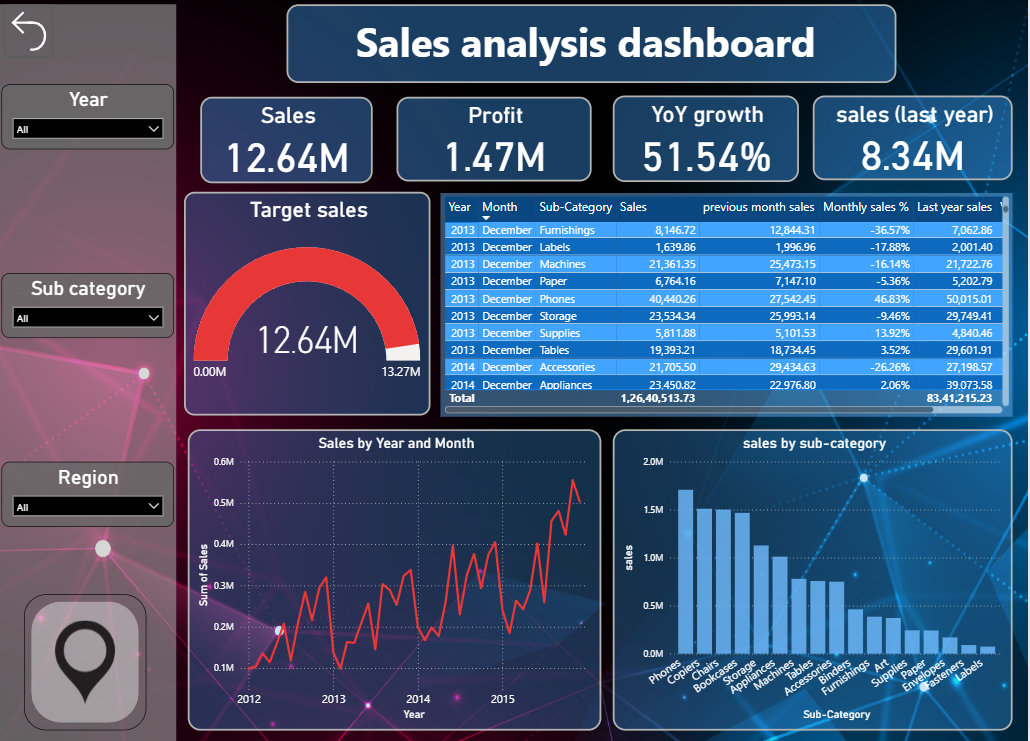 Sales analysis dashboard
Year
All
Sub category
All
Region
All
Sales
12.64M
Profit
1.47M
YoY growth
51.54%
sales (last year)
8.34M
Target sales
12.64M
0.00M
13.27M
Year Month Sub-Category Sales previous month sales Monthly sales % Last year sales
2013 December Furnishings 8,146.72 12,844.31 -36.57% 7,062.86
2013 December Labels 1,639.86 1,996.96 -17.88% 2,001.40
2013 December Machines 21,361.35 25,473.15 -16.14% 21,722.76
2013 December Paper 6,764.16 7,147.10 -5.36% 5,202.79
2013 December Phones 40,440.26 27,542.45 46.83% 50,015.01
2013 December Storage 23,534.34 25,993.14 -9.46% 29,749.41
2013 December Supplies 5,811.88 5,101.53 13.92% 4,840.46
2013 December Tables 19,393.21 18,734.45 3.52% 29,601.91
2014 December Accessories 21,705.50 29,434.63 -26.26% 27,198.57
2014 December Appliances 23,450.82 22,976.80 2.06% 39,073.58
Total 1,26,40,513.73 83,41,215.23
Sales by Year and Month
Sum of Sales
0.6M
0.5M
0.4M
0.3M
0.2M
0.1M
2012 2013 2014 2015
Year
sales by sub-category
sales
2.0M
1.5M
1.0M
0.5M
0.0M
Phones
Copiers
Chairs
Bookcases
Storage
Appliances
Machines
Tables
Accessories
Binders
Furnishings
Art
Supplies
Paper
Envelopes
Fasteners
Labels
Sub-Category